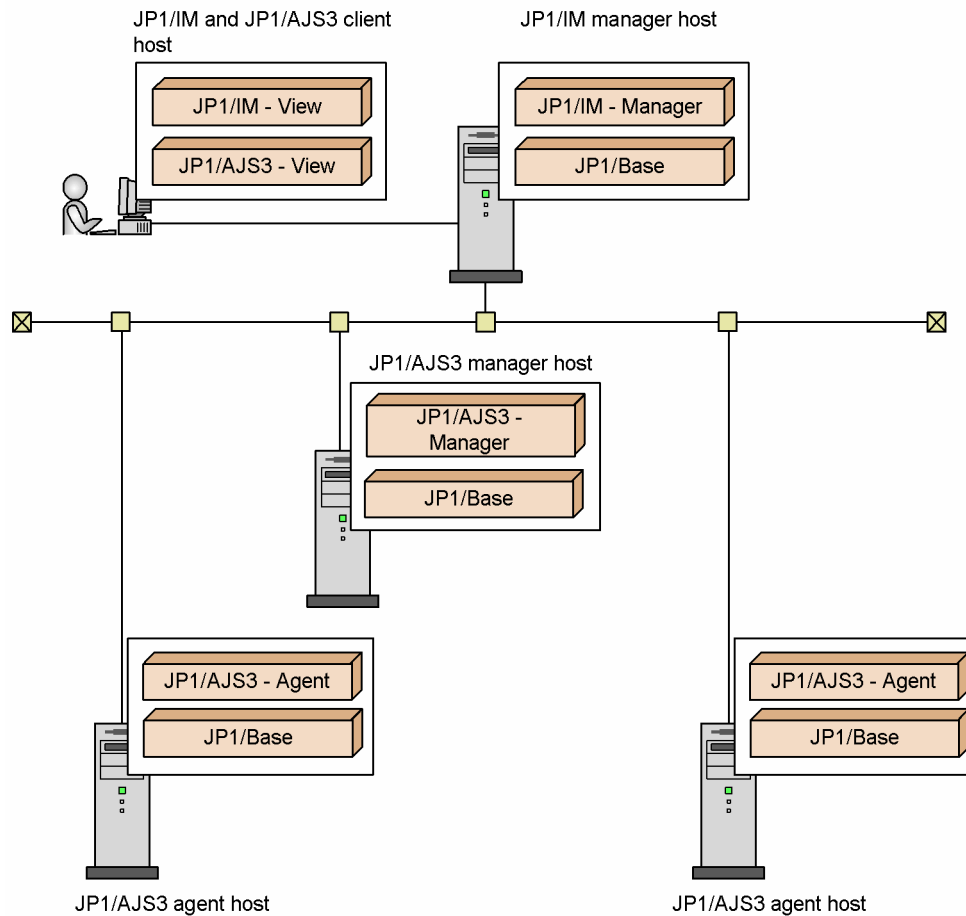 JP1/IM and JP1/AJS3 client
host
JP1/IM - View
JP1/AJS3 - View
JP1/IM manager host
JP1/IM - Manager
JP1/Base
JP1/AJS3 manager host
JP1/AJS3 -
Manager
JP1/Base
JP1/AJS3 - Agent
JP1/Base
JP1/AJS3 agent host
JP1/AJS3 - Agent
JP1/Base
JP1/AJS3 agent host